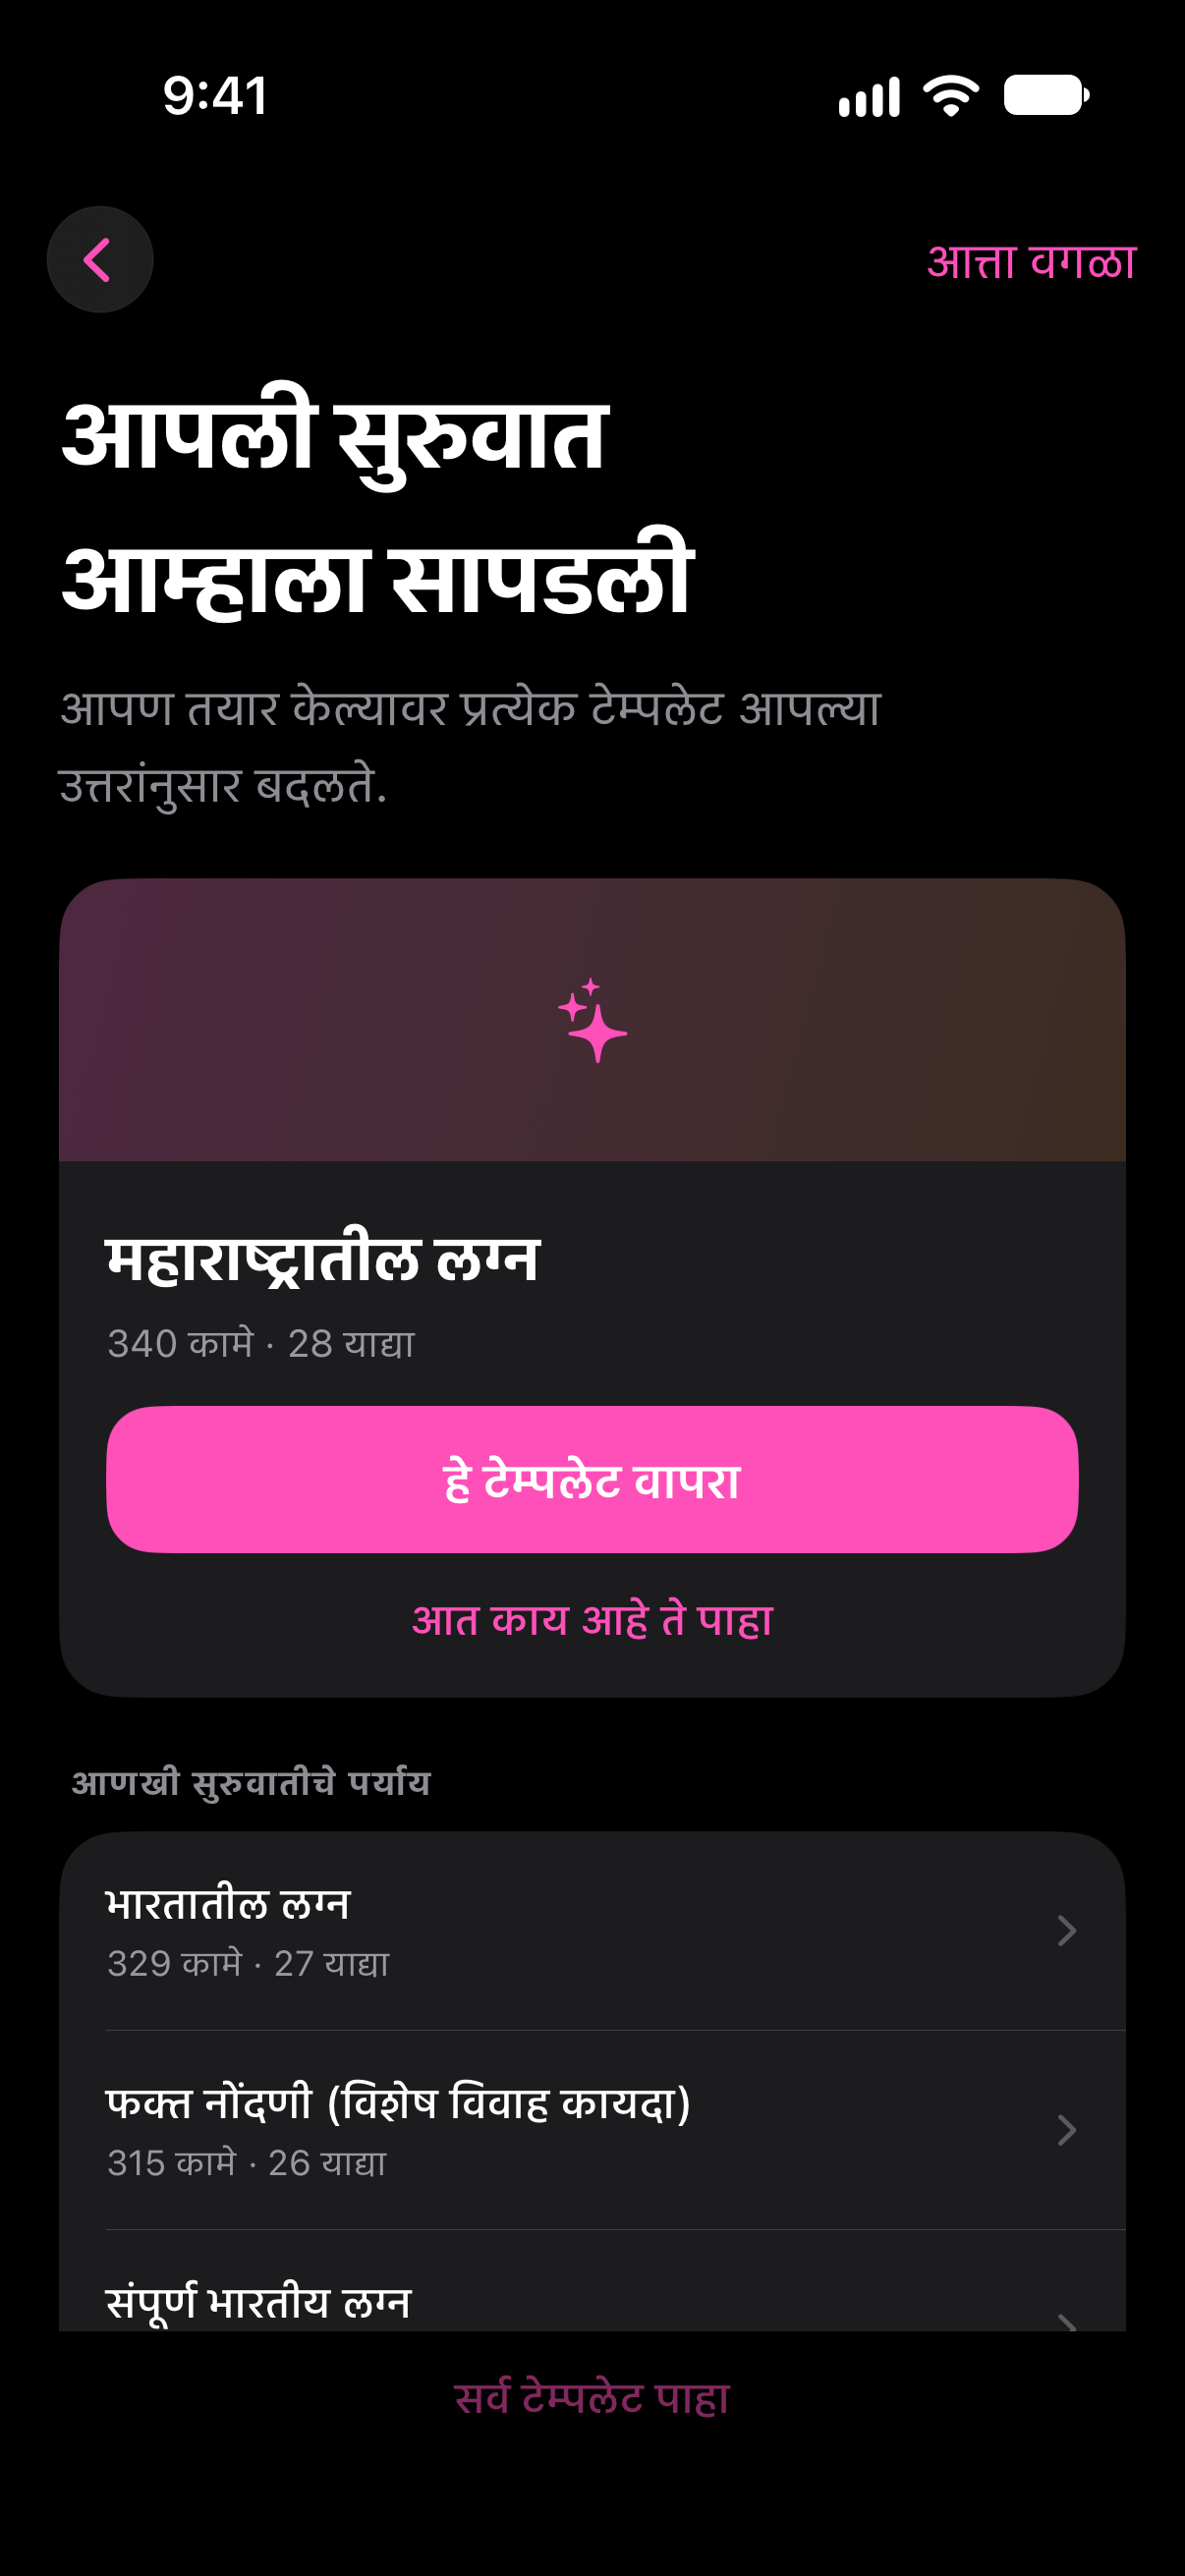 9:41
आत्ता वगळा
आपली सुरुवात
आम्हाला सापडली
आपण तयार केल्यावर प्रत्येक टेम्पलेट आपल्या
उत्तरांनुसार बदलते.
महाराष्ट्रातील लग्न
340 कामे · 28 याद्या
हे टेम्पलेट वापरा
आत काय आहे ते पाहा
आणखी सुरुवातीचे पर्याय
भारतातील लग्न
329 कामे · 27 याद्या
फक्त नोंदणी (विशेष विवाह कायदा)
315 कामे · 26 याद्या
संपूर्ण भारतीय लग्न
सर्व टेम्पलेट पाहा